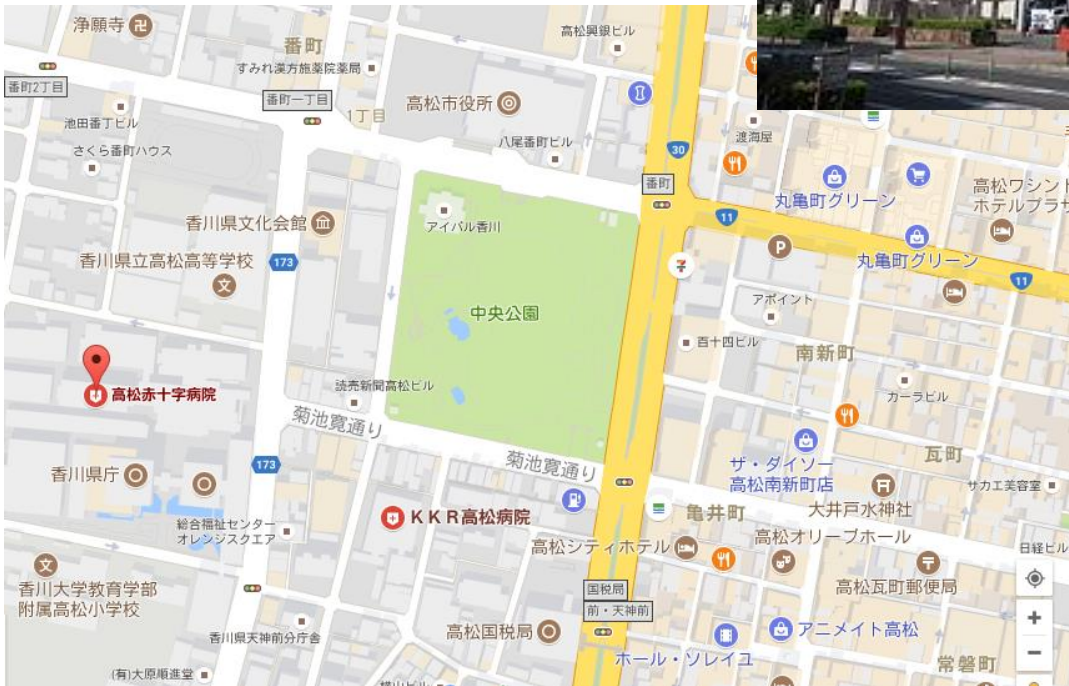 浄願寺
番町
高松興銀ビル
すみれ漢方施薬院薬局
番町2丁目
番町一丁目
高松市役所
1丁目
池田番丁ビル
さくら番町ハウス
八尾番町ビル
渡海屋
30
番町
丸亀町グリーン
高松ワシント
ホテルプラザ
11
アイパル香川
香川県文化会館
丸亀町グリーン
香川県立高松高等学校
173
P
11
アポイント
中央公園
百十四ビル
南新町
高松赤十字病院
読売新聞高松ビル
カーラビル
菊池寛通り
瓦町
菊池寛通り
香川県庁
173
ザ・ダイソー
高松南新町店
サカエ美容室
大井戸水神社
KKR高松病院
亀井町
総合福祉センター
オレンジスクエア
高松シティホテル
高松オリーブホール
日経ビル
香川大学教育学部
附属高松小学校
高松瓦町郵便局
国税局
前・天神前
香川県天神前分庁舎
高松国税局
アニメイト高松
ホール・ソレイユ
常磐町
(有)大原順進堂